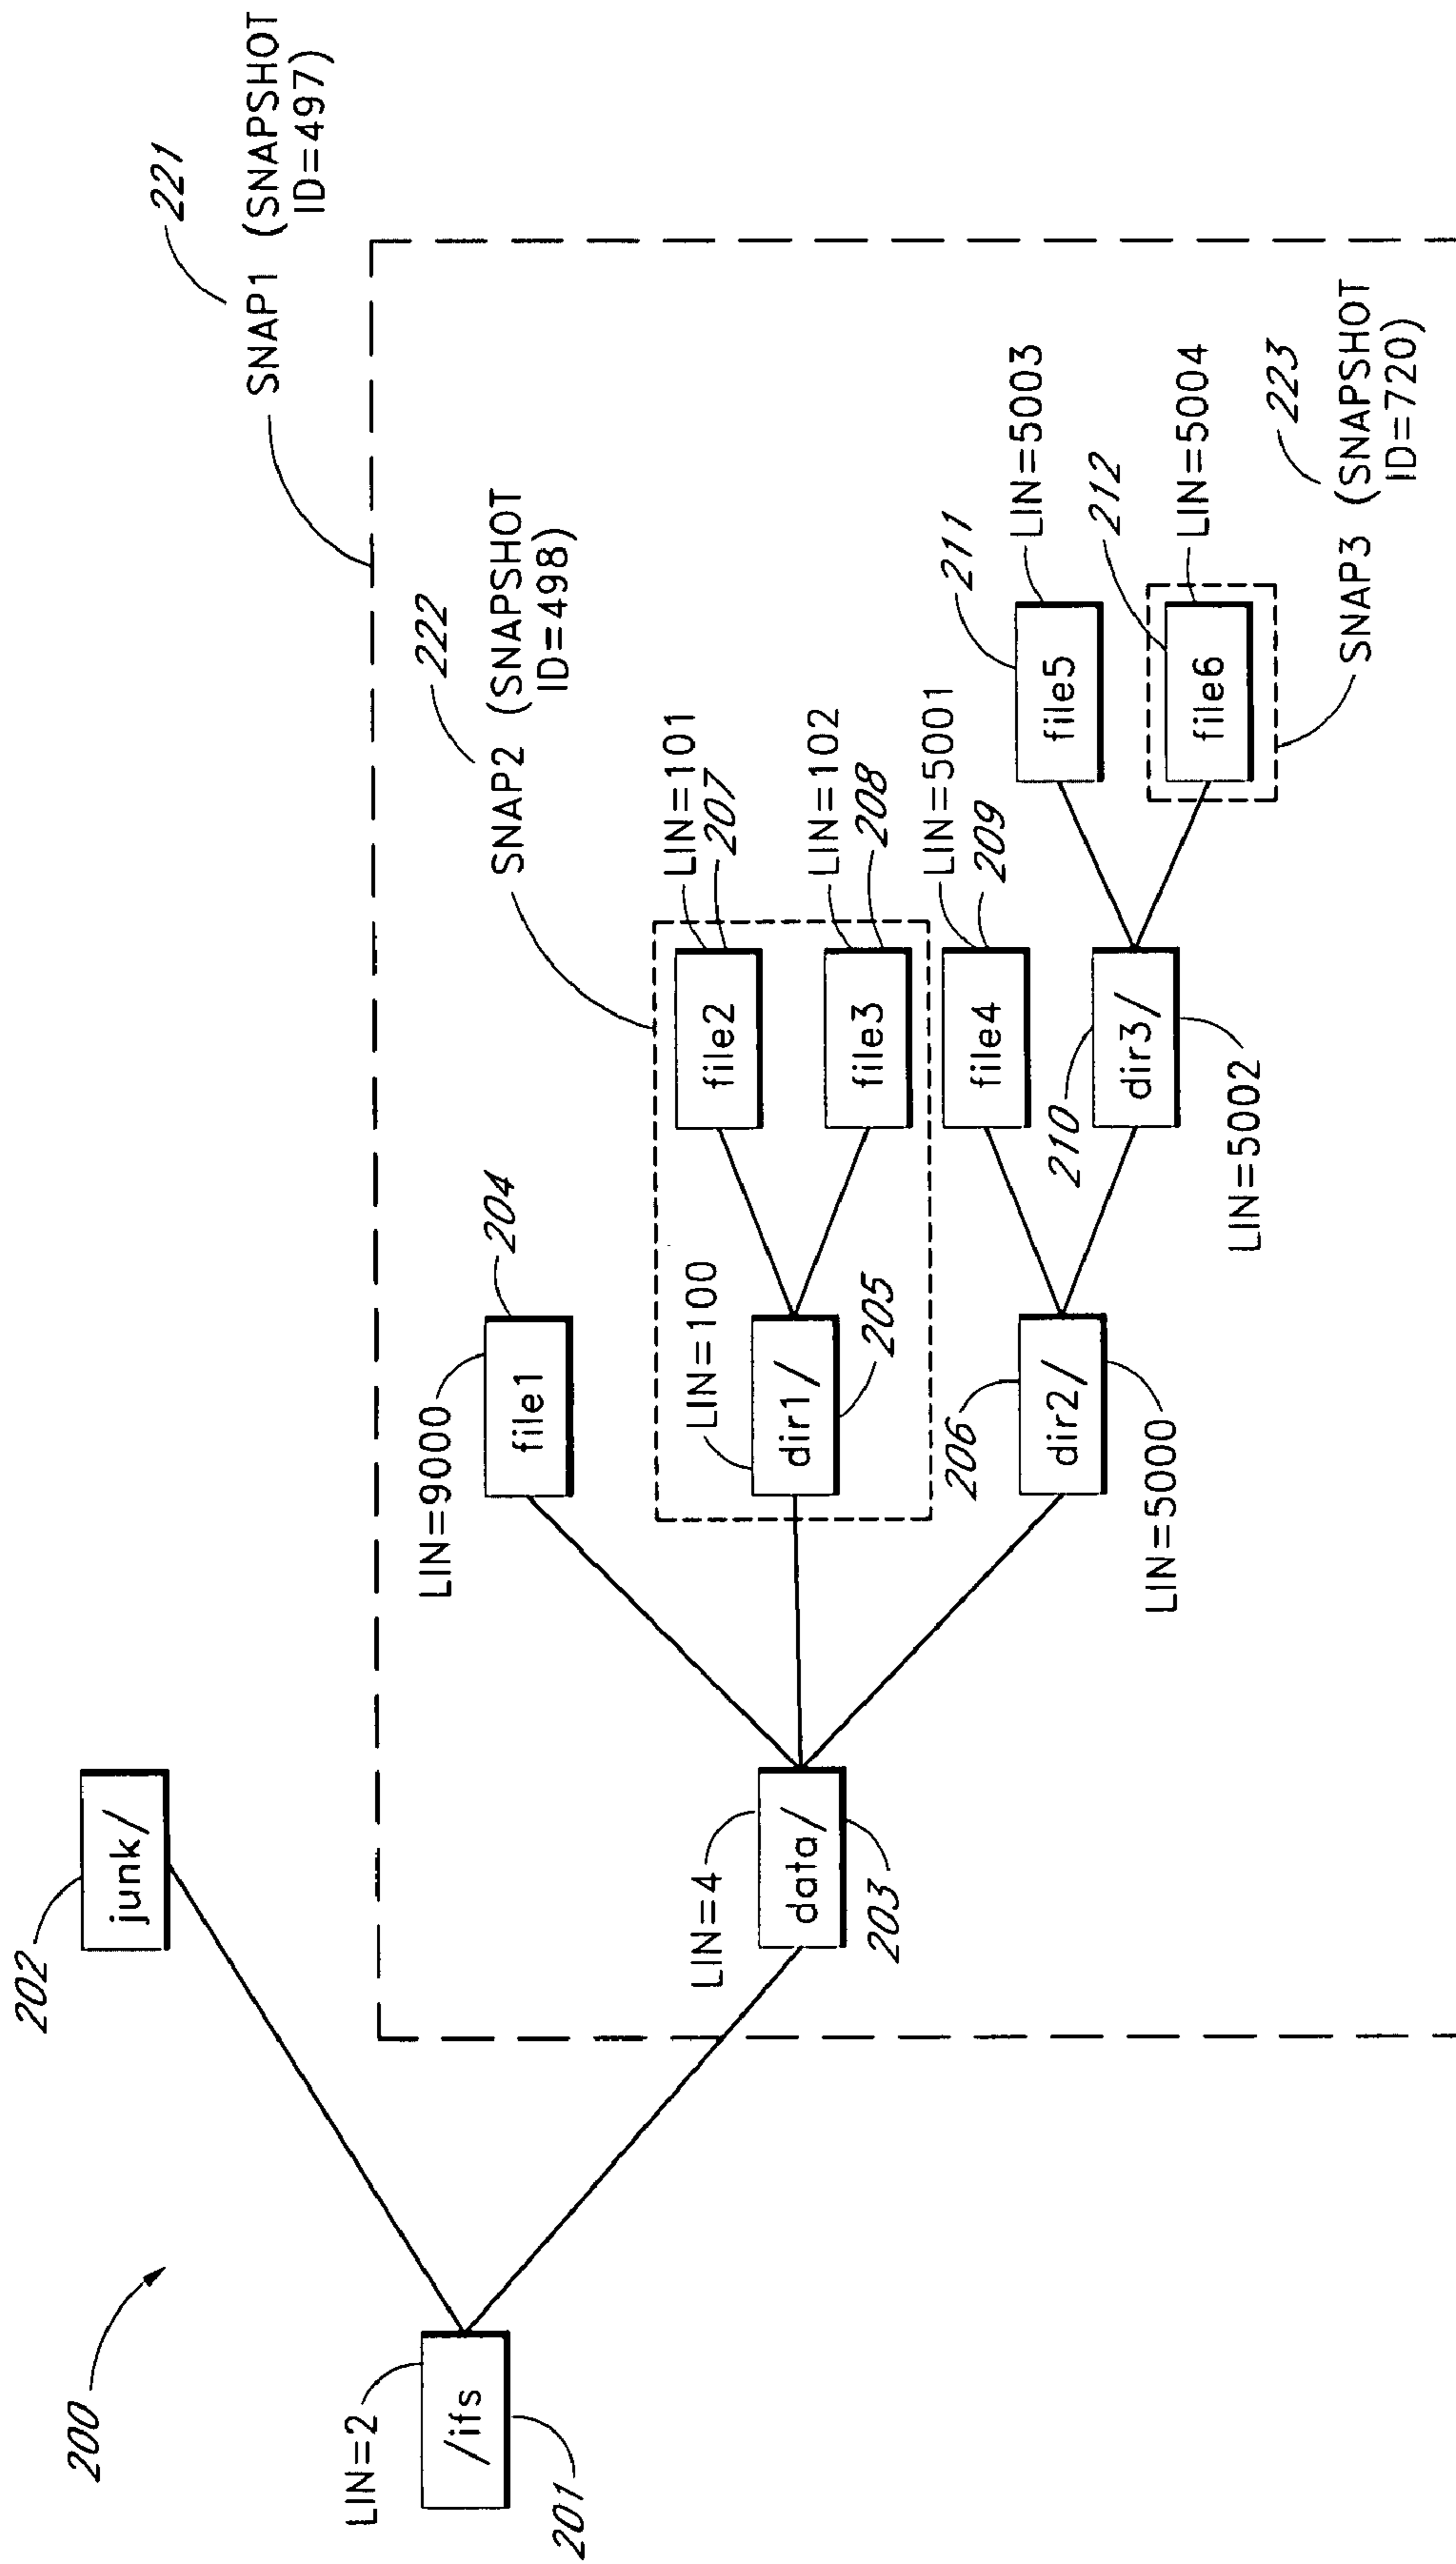 200
LIN=2
/ifs
201
202
junk/
LIN=4
data/
203
SNAP1 (SNAPSHOT
ID=497)
221
LIN=9000
file1
204
SNAP2 (SNAPSHOT
ID=498)
222
LIN=100
dir1/
205
LIN=101
207
file2
LIN=102
208
file3
206
dir2/
LIN=5000
LIN=5001
209
file4
210
dir3/
LIN=5002
211
LIN=5003
file5
212
LIN=5004
file6
223
SNAP3 (SNAPSHOT
ID=720)